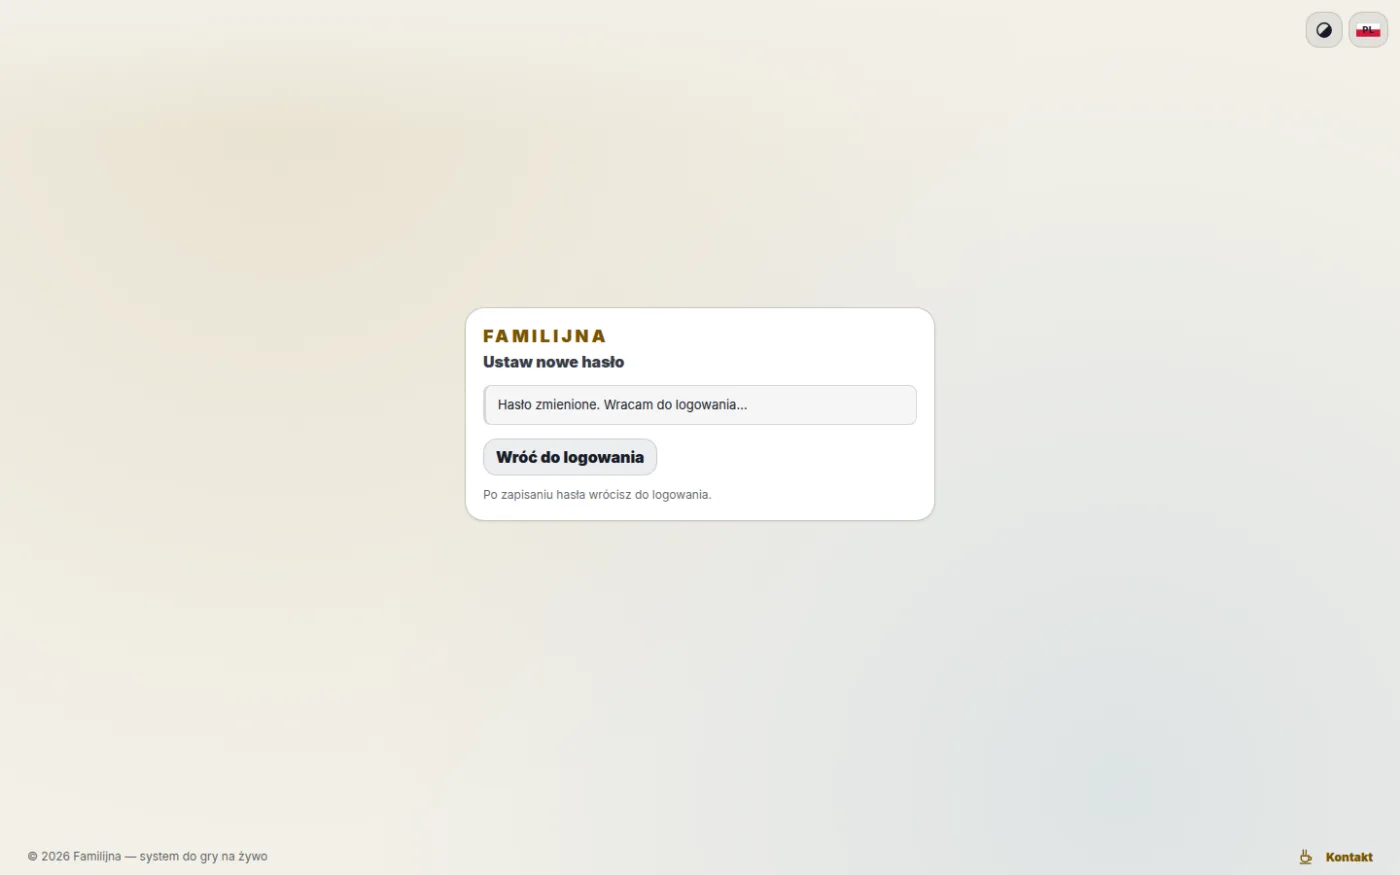 PL
FAMILIJNA
Ustaw nowe hasło
Hasło zmienione. Wracam do logowania...
Wróć do logowania
Po zapisaniu hasła wrócisz do logowania.
© 2026 Familijna — system do gry na żywo
Kontakt